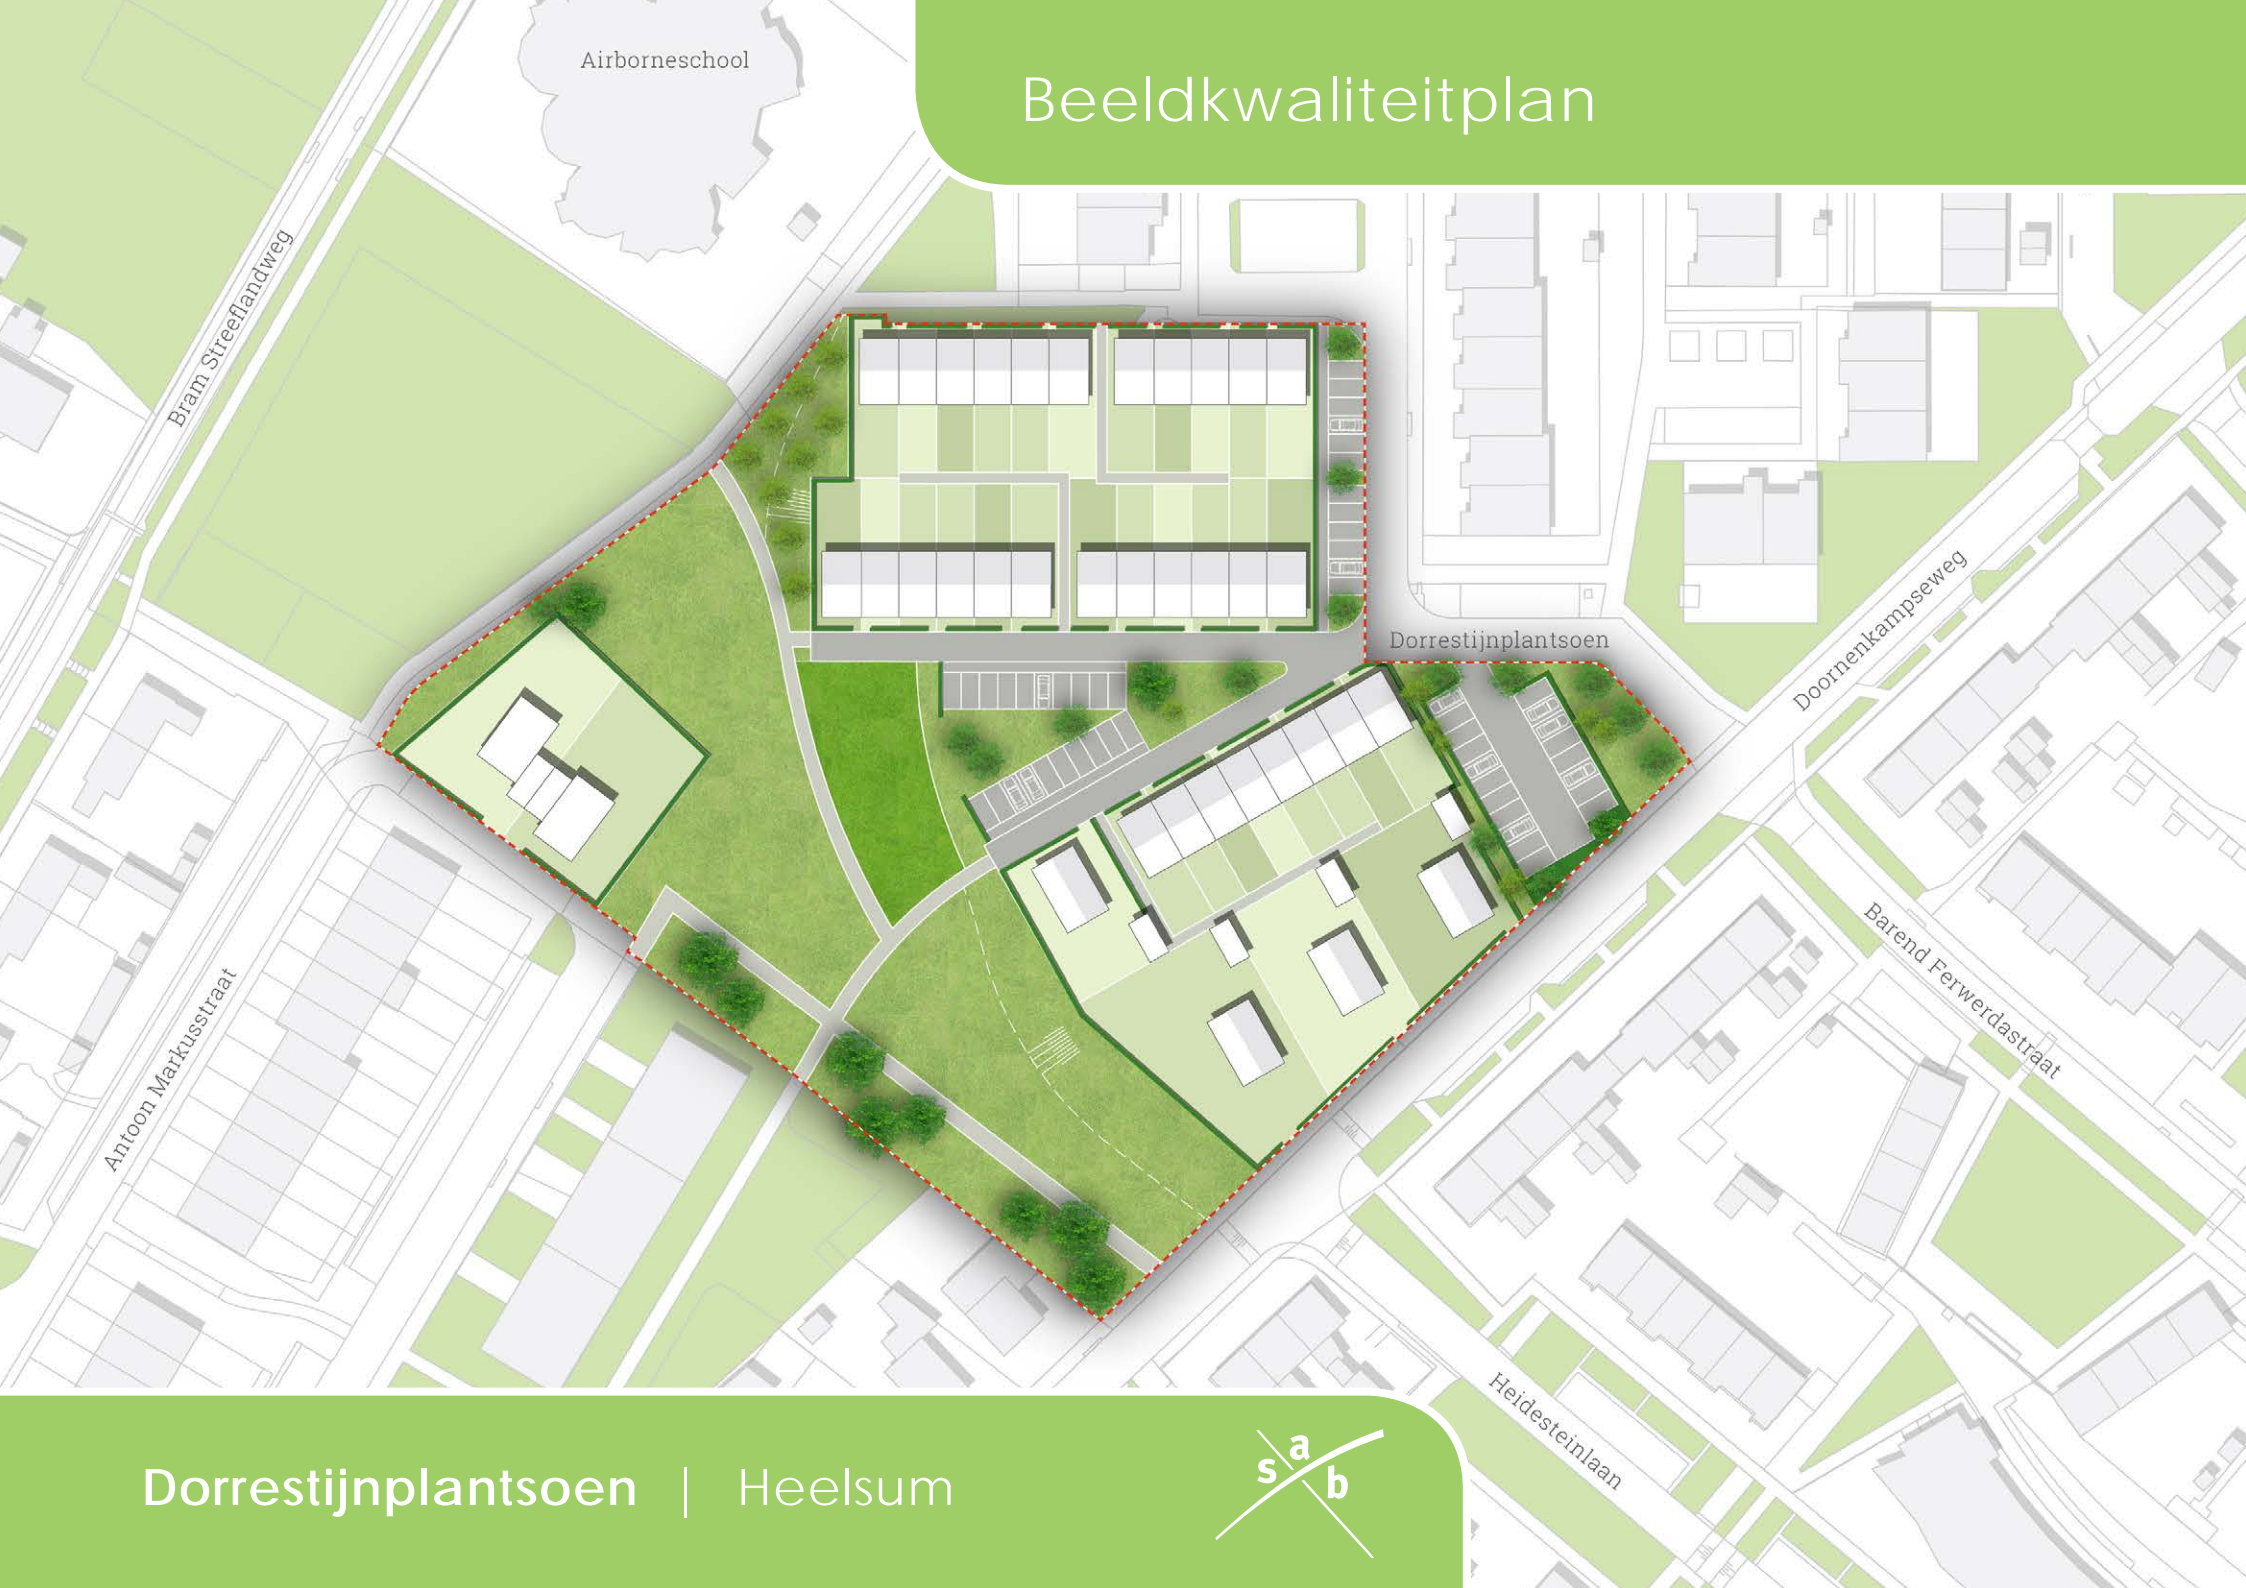 Airborneschool
Beeldkwaliteitplan
Bram Streeflandweg
Dorrestijnplantsoen
Doornenkampseweg
Barend Ferwerdastraat
Antoon Markusstraat
Heidesteinlaan
Dorrestijnplantsoen | Heelsum
s a b